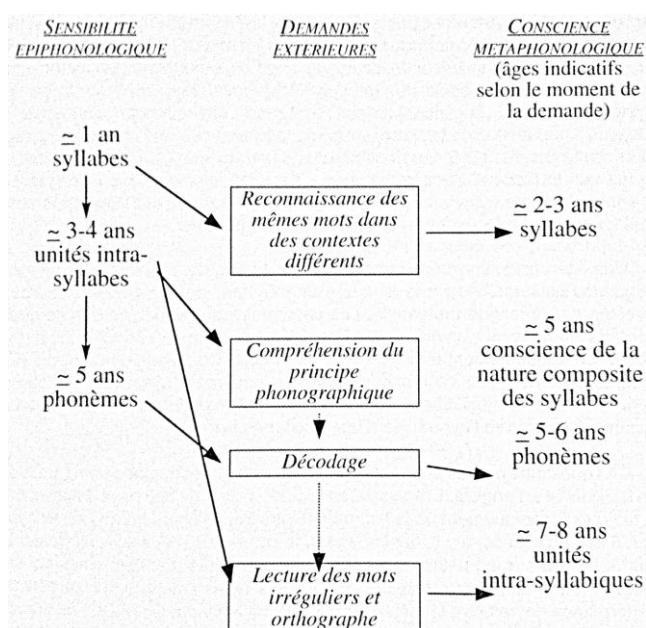 SENSIBILITE
EPIPHONOLOGIQUE
DEMANDES
EXTERIEURES
CONSCIENCE
METAPHONOLOGIQUE
(âges indicatifs
selon le moment de
la demande)
~ 1 an
syllabes
~ 3-4 ans
unités intra-
syllabes
~ 5 ans
phonèmes
Reconnaissance des
mêmes mots dans
des contextes
différents
Compréhension du
principe
phonographique
Décodage
Lecture des mots
irréguliers et
orthographe
~ 2-3 ans
syllabes
~ 5 ans
conscience de la
nature composite
des syllabes
~ 5-6 ans
phonèmes
~ 7-8 ans
unités
intra-syllabiques